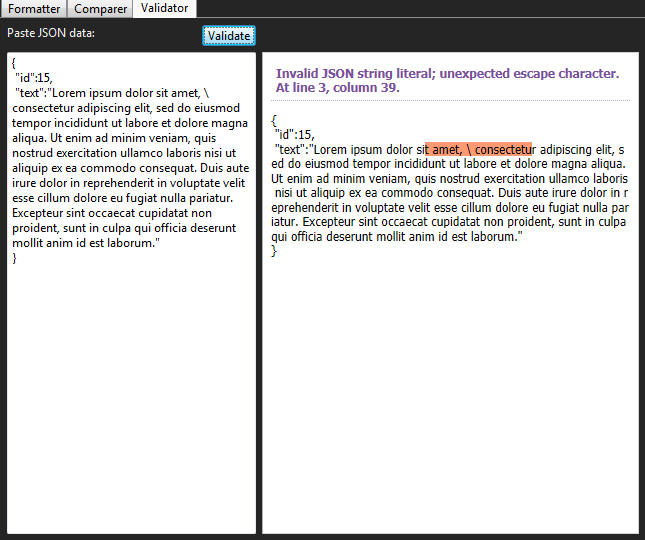 Formatter Comparer Validator
Paste JSON data:
Validate
{
"id":15,
"text":"Lorem ipsum dolor sit amet, \
consectetur adipiscing elit, sed do eiusmod
tempor incididunt ut labore et dolore magna
aliqua. Ut enim ad minim veniam, quis
nostrud exercitation ullamco laboris nisi ut
aliquip ex ea commodo consequat. Duis aute
irure dolor in reprehenderit in voluptate velit
esse cillum dolore eu fugiat nulla pariatur.
Excepteur sint occaecat cupidatat non
proident, sunt in culpa qui officia deserunt
mollit anim id est laborum."
}
Invalid JSON string literal; unexpected escape character.
At line 3, column 39.
{
"id":15,
"text":"Lorem ipsum dolor sit amet, \ consectetur adipiscing elit, s
ed do eiusmod tempor incididunt ut labore et dolore magna aliqua.
Ut enim ad minim veniam, quis nostrud exercitation ullamco laboris
nisi ut aliquip ex ea commodo consequat. Duis aute irure dolor in r
eprehenderit in voluptate velit esse cillum dolore eu fugiat nulla par
iatur. Excepteur sint occaecat cupidatat non proident, sunt in culpa
qui officia deserunt mollit anim id est laborum."
}